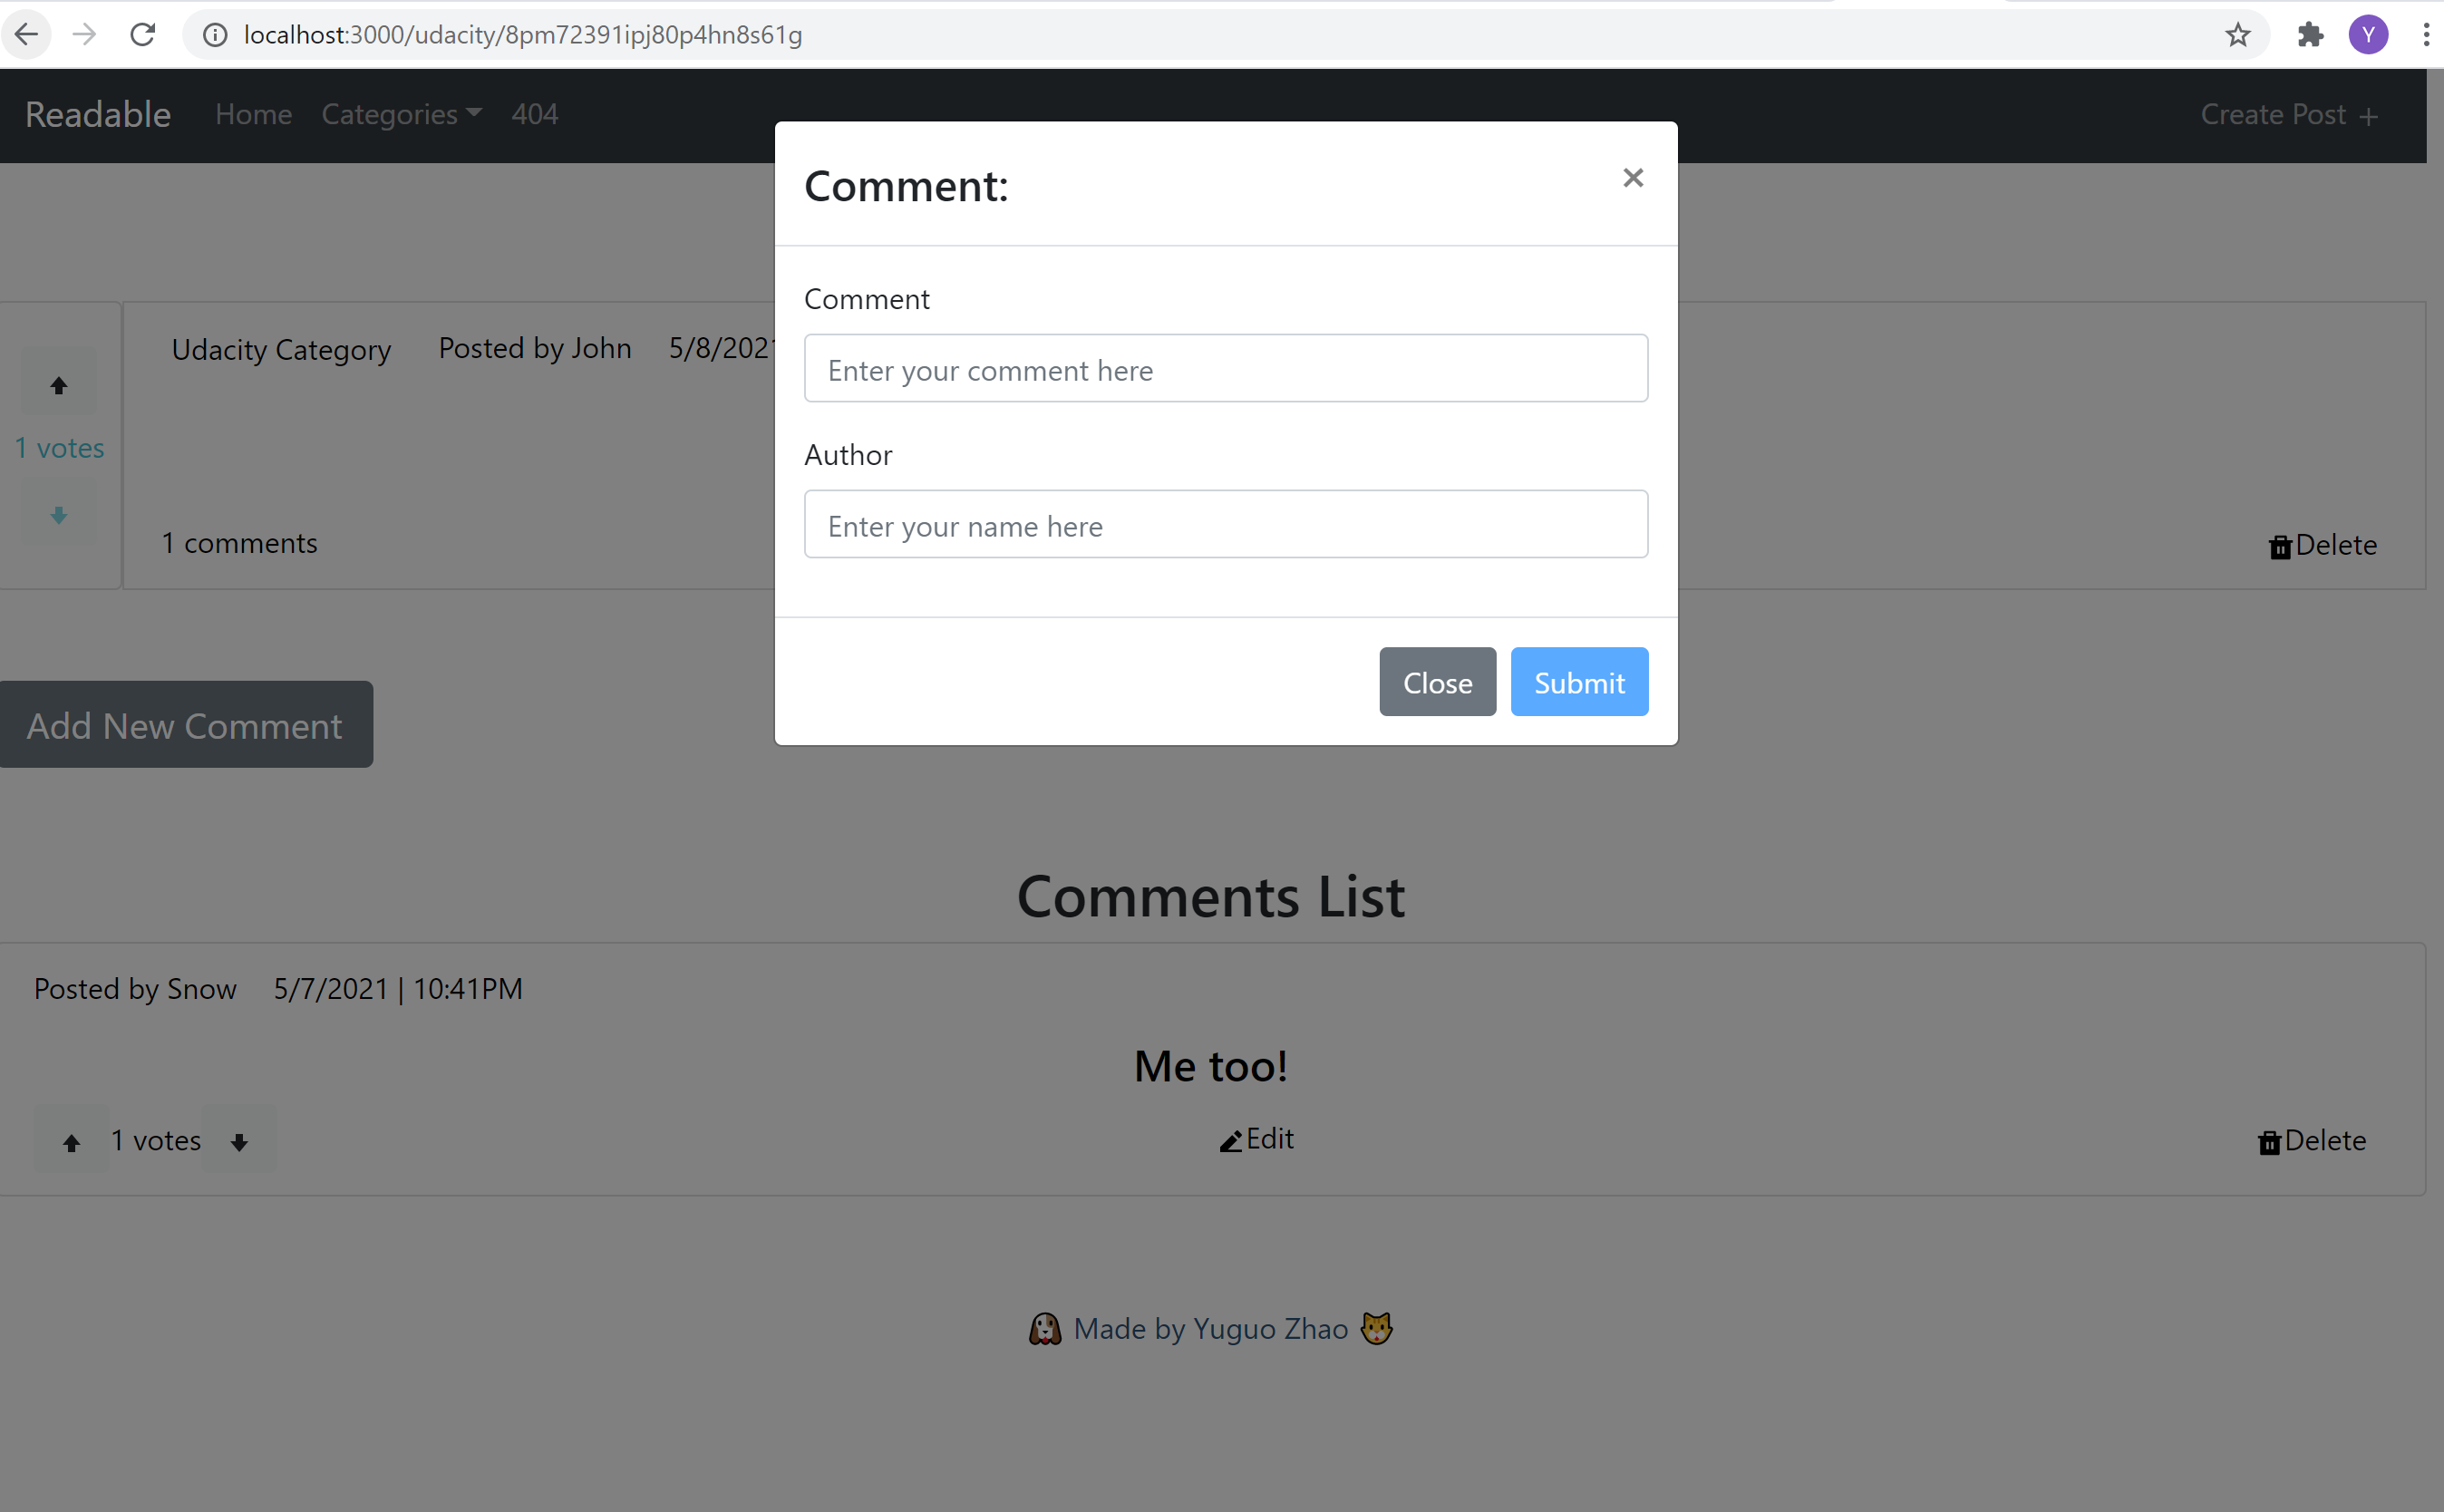 localhost:3000/udacity/8pm72391ipj80p4hn8s61g
Y
Readable Home Categories 404 Create Post +
Comment:
×
Comment
Enter your comment here
Author
Enter your name here
Close Submit
Udacity Category Posted by John 5/8/2021
1 votes
1 comments
Delete
Add New Comment
Comments List
Posted by Snow 5/7/2021 | 10:41PM
Me too!
1 votes Edit Delete
Made by Yuguo Zhao